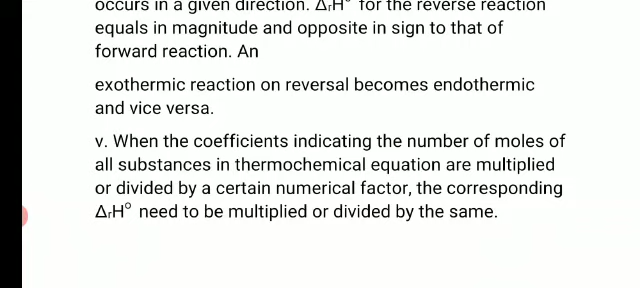 occurs in a given direction. ΔᵣH° for the reverse reaction
equals in magnitude and opposite in sign to that of
forward reaction. An
exothermic reaction on reversal becomes endothermic
and vice versa.
v. When the coefficients indicating the number of moles of
all substances in thermochemical equation are multiplied
or divided by a certain numerical factor, the corresponding
ΔᵣH° need to be multiplied or divided by the same.